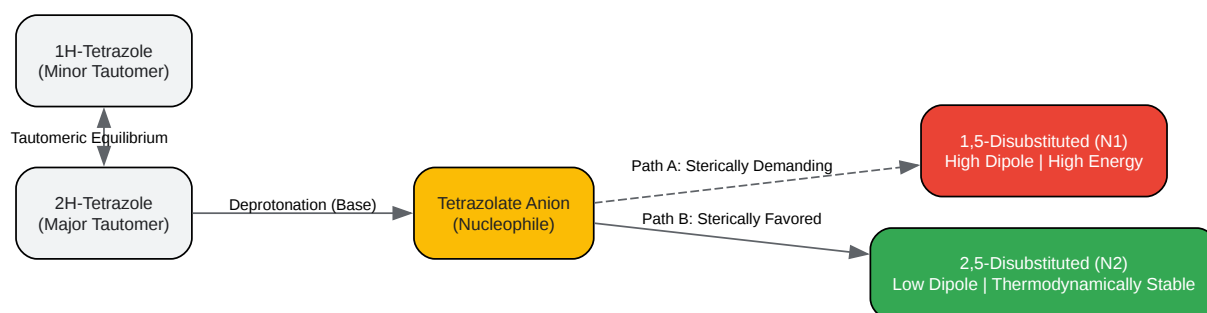 1H-Tetrazole
(Minor Tautomer)
Tautomeric Equilibrium
2H-Tetrazole
(Major Tautomer)
Deprotonation (Base)
Tetrazolate Anion
(Nucleophile)
Path A: Sterically Demanding
Path B: Sterically Favored
1,5-Disubstituted (N1)
High Dipole | High Energy
2,5-Disubstituted (N2)
Low Dipole | Thermodynamically Stable